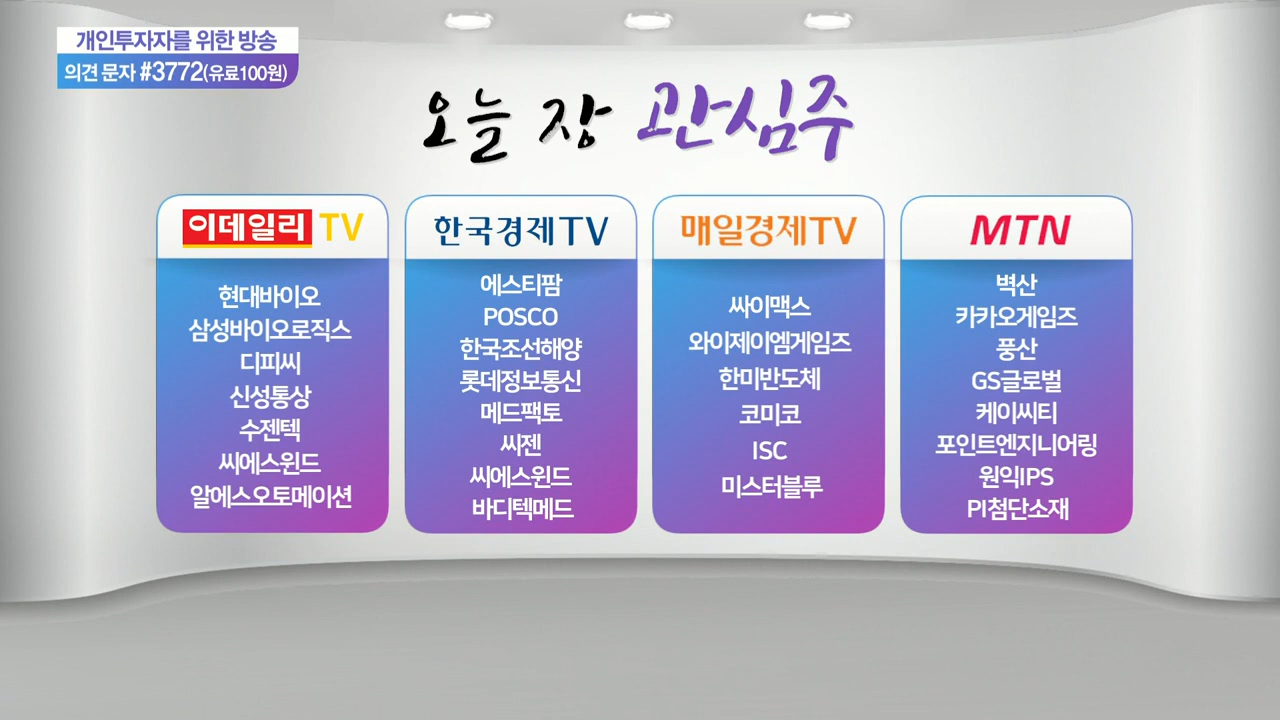 개인투자자를 위한 방송
의견 문자 #3772(유료100원)
오늘 장 관심주
이데일리 TV
현대바이오
삼성바이오로직스
디피씨
신성통상
수젠텍
씨에스윈드
알에스오토메이션
한국경제TV
에스티팜
POSCO
한국조선해양
롯데정보통신
메드팩토
씨젠
씨에스윈드
바디텍메드
매일경제TV
싸이맥스
와이제이엠게임즈
한미반도체
코미코
ISC
미스터블루
MTN
벽산
카카오게임즈
풍산
GS글로벌
케이씨티
포인트엔지니어링
원익IPS
PI첨단소재